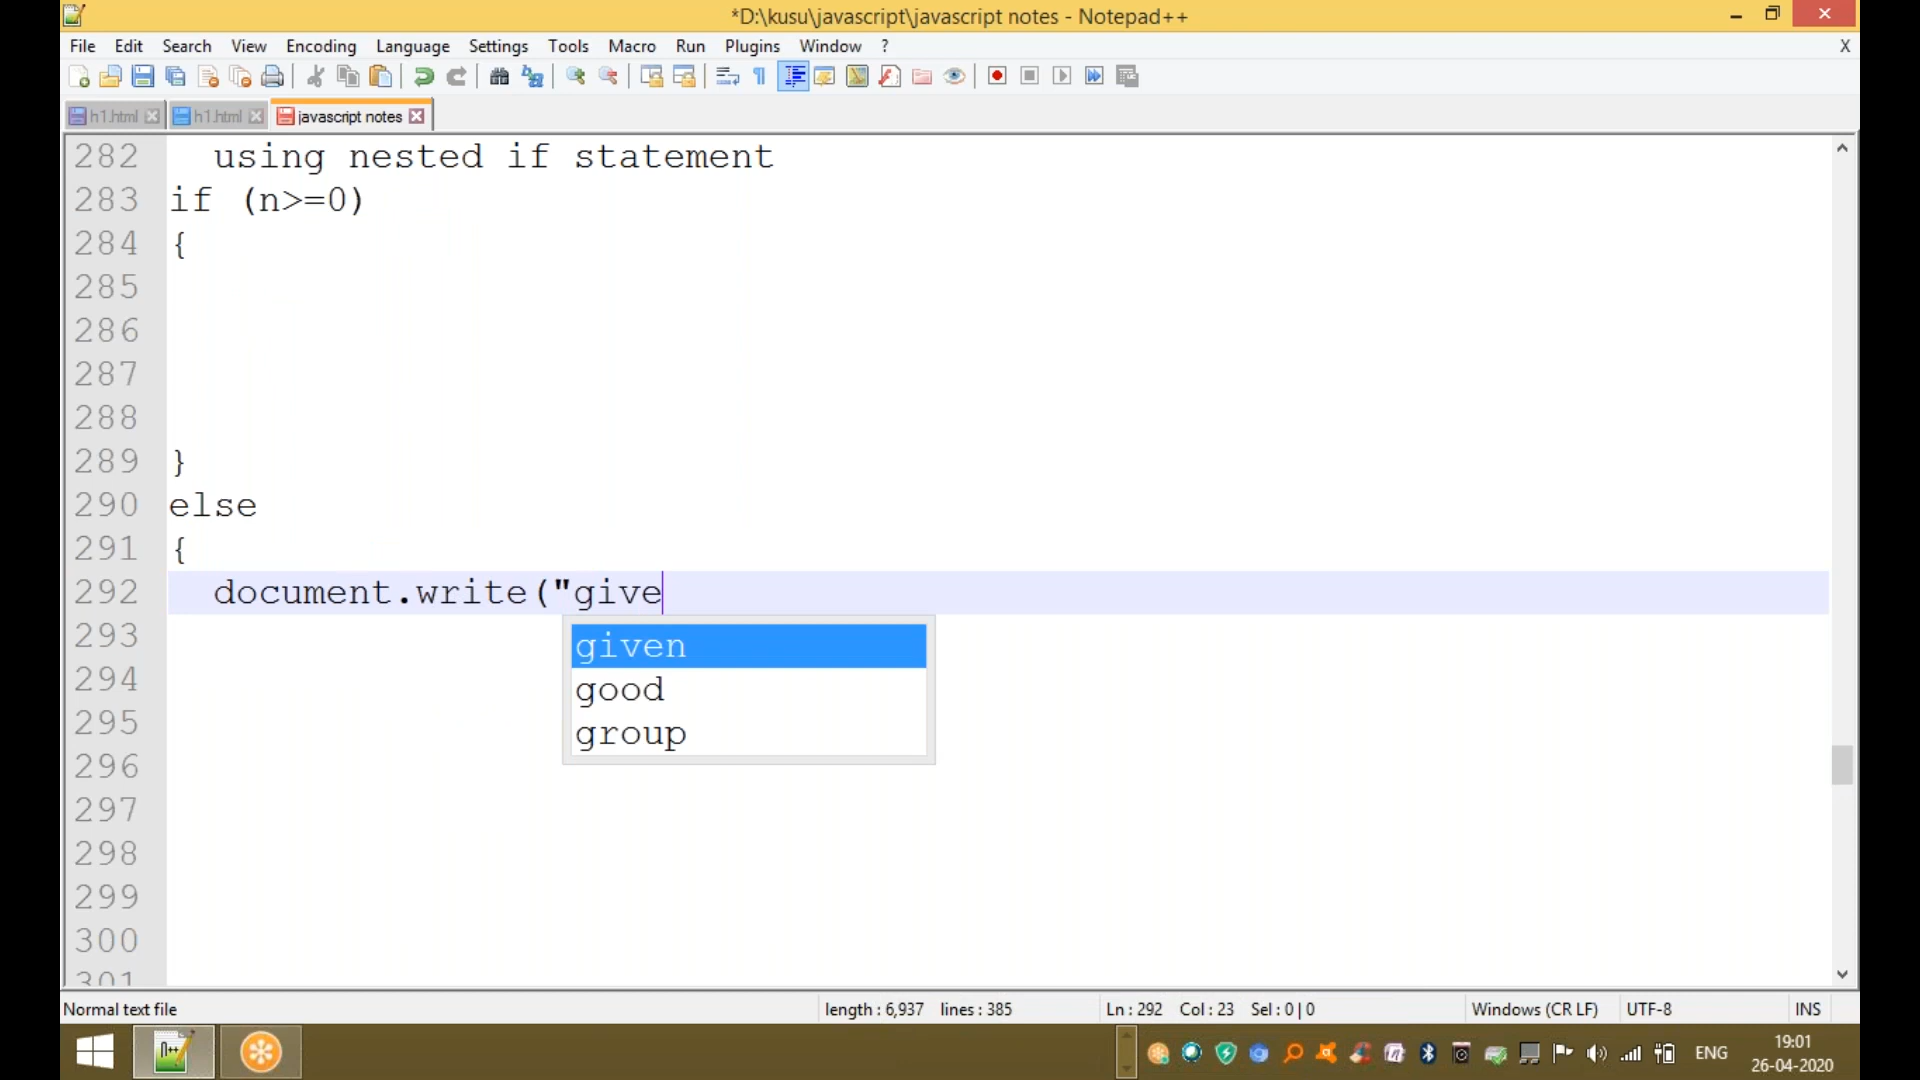 *D:\kusu\javascript\javascript notes - Notepad++
File Edit Search View Encoding Language Settings Tools Macro Run Plugins Window ? X
h1.html h1.html javascript notes
282 using nested if statement
283 if (n>=0)
284 {
285
286
287
288
289 }
290 else
291 {
292 document.write("give
293 given
294 good
295 group
296
297
298
299
300
301
Normal text file length : 6,937 lines : 385 Ln : 292 Col : 23 Sel : 0 | 0 Windows (CR LF) UTF-8 INS
ENG 19:01
26-04-2020